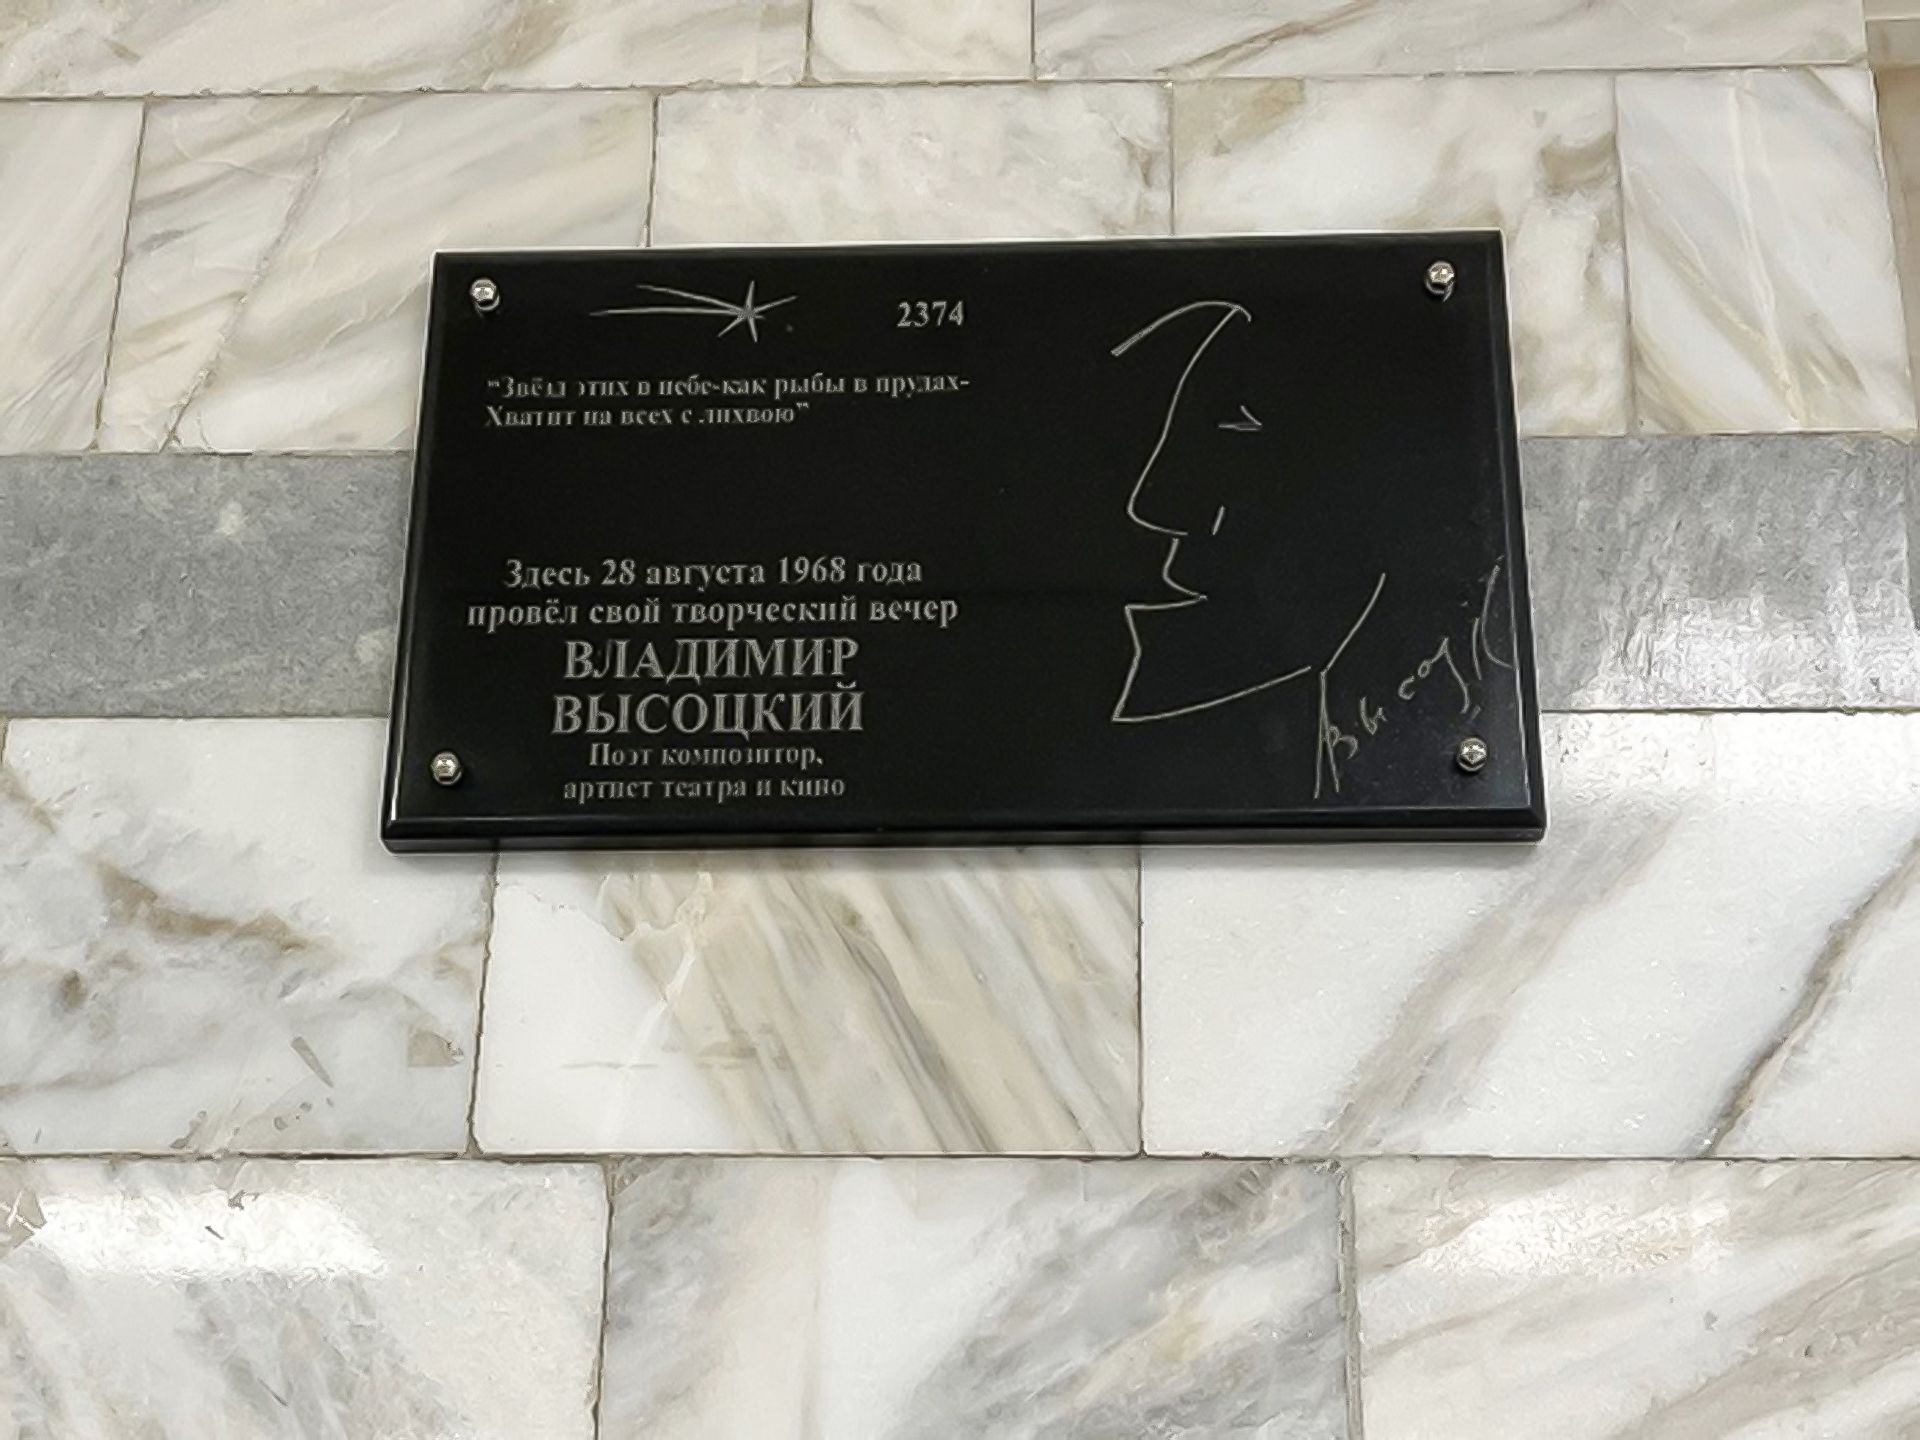 2374
"Звёзд этих в небе-как рыбы в прудах-
Хватит на всех с лихвою"
Здесь 28 августа 1968 года
провёл свой творческий вечер
ВЛАДИМИР
ВЫСОЦКИЙ
Поэт композитор,
артист театра и кино